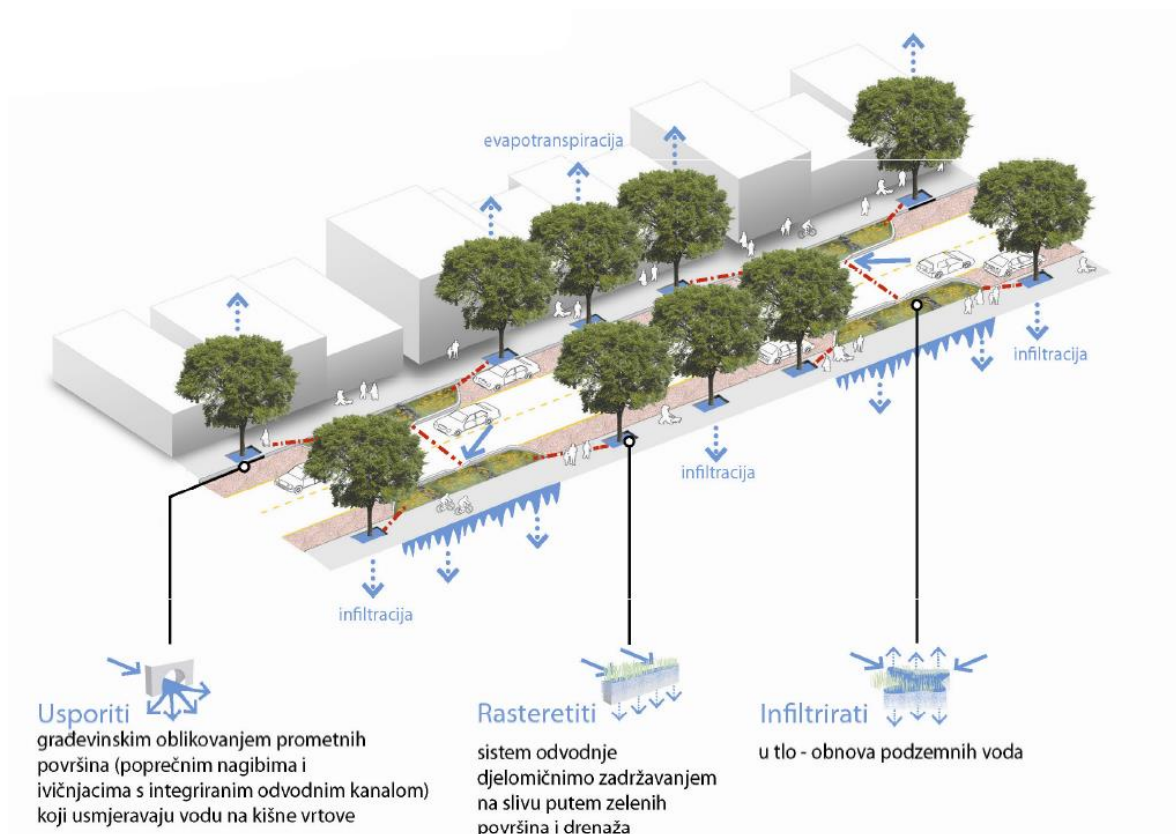 evapotranspiracija
infiltracija
infiltracija
infiltracija
Usporiti
građevinskim oblikovanjem prometnih
površina (poprečnim nagibima i
ivičnjacima s integriranim odvodnim kanalom)
koji usmjeravaju vodu na kišne vrtove
Rasteretiti
sistem odvodnje
djelomičnimo zadržavanjem
na slivu putem zelenih
površina i drenaža
Infiltrirati
u tlo - obnova podzemnih voda